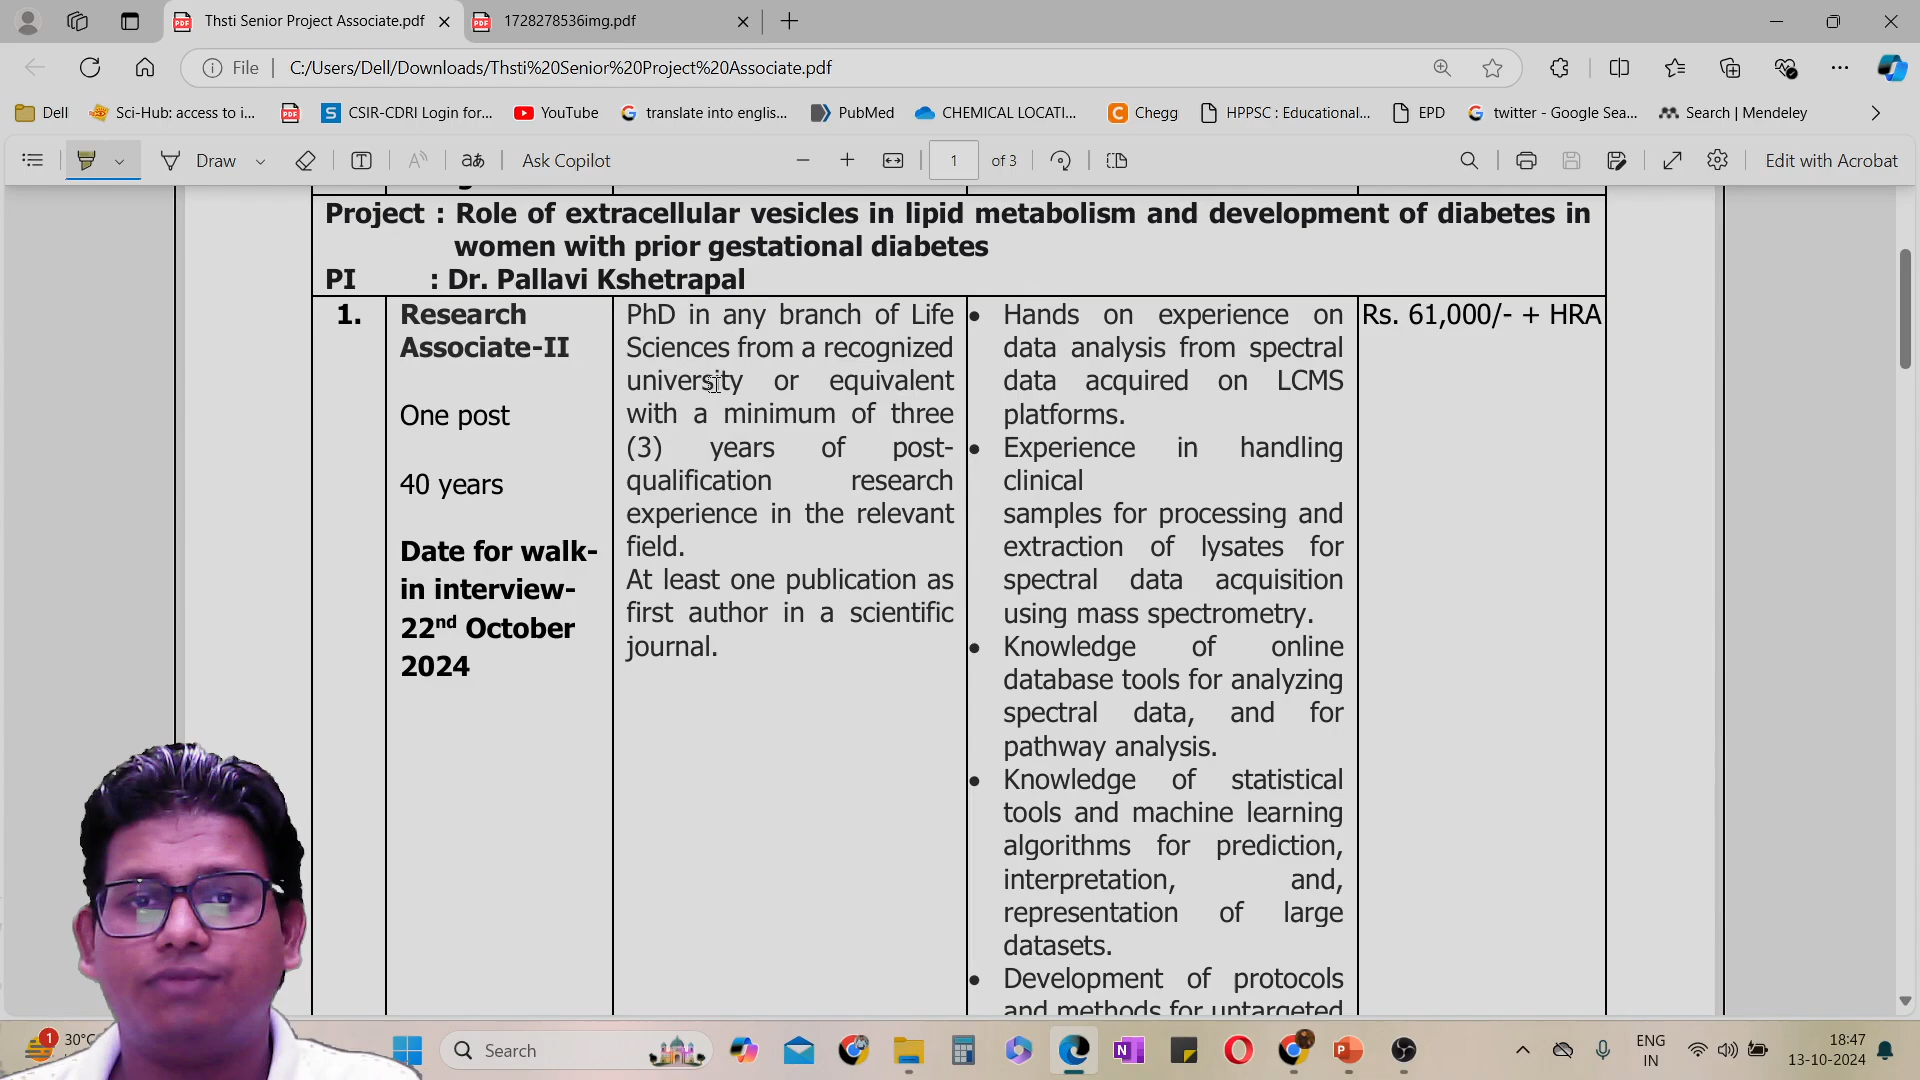 Thsti Senior Project Associate.pdf
1728278536img.pdf
File
C:/Users/Dell/Downloads/Thsti%20Senior%20Project%20Associate.pdf
Dell
Sci-Hub: access to i...
CSIR-CDRI Login for...
YouTube
translate into englis...
PubMed
CHEMICAL LOCATI...
Chegg
HPPSC : Educational...
EPD
twitter - Google Sea...
Search | Mendeley
Draw
Ask Copilot
1 of 3
Edit with Acrobat
Project : Role of extracellular vesicles in lipid metabolism and development of diabetes in
women with prior gestational diabetes
PI : Dr. Pallavi Kshetrapal
1.
Research
Associate-II
One post
40 years
Date for walk-
in interview-
22nd October
2024
PhD in any branch of Life
Sciences from a recognized
university or equivalent
with a minimum of three
(3) years of post-
qualification research
experience in the relevant
field.
At least one publication as
first author in a scientific
journal.
• Hands on experience on
data analysis from spectral
data acquired on LCMS
platforms.
• Experience in handling
clinical
samples for processing and
extraction of lysates for
spectral data acquisition
using mass spectrometry.
• Knowledge of online
database tools for analyzing
spectral data, and for
pathway analysis.
• Knowledge of statistical
tools and machine learning
algorithms for prediction,
interpretation, and,
representation of large
datasets.
• Development of protocols
and methods for untargeted
Rs. 61,000/- + HRA
1
30°C
Search
ENG
IN
18:47
13-10-2024